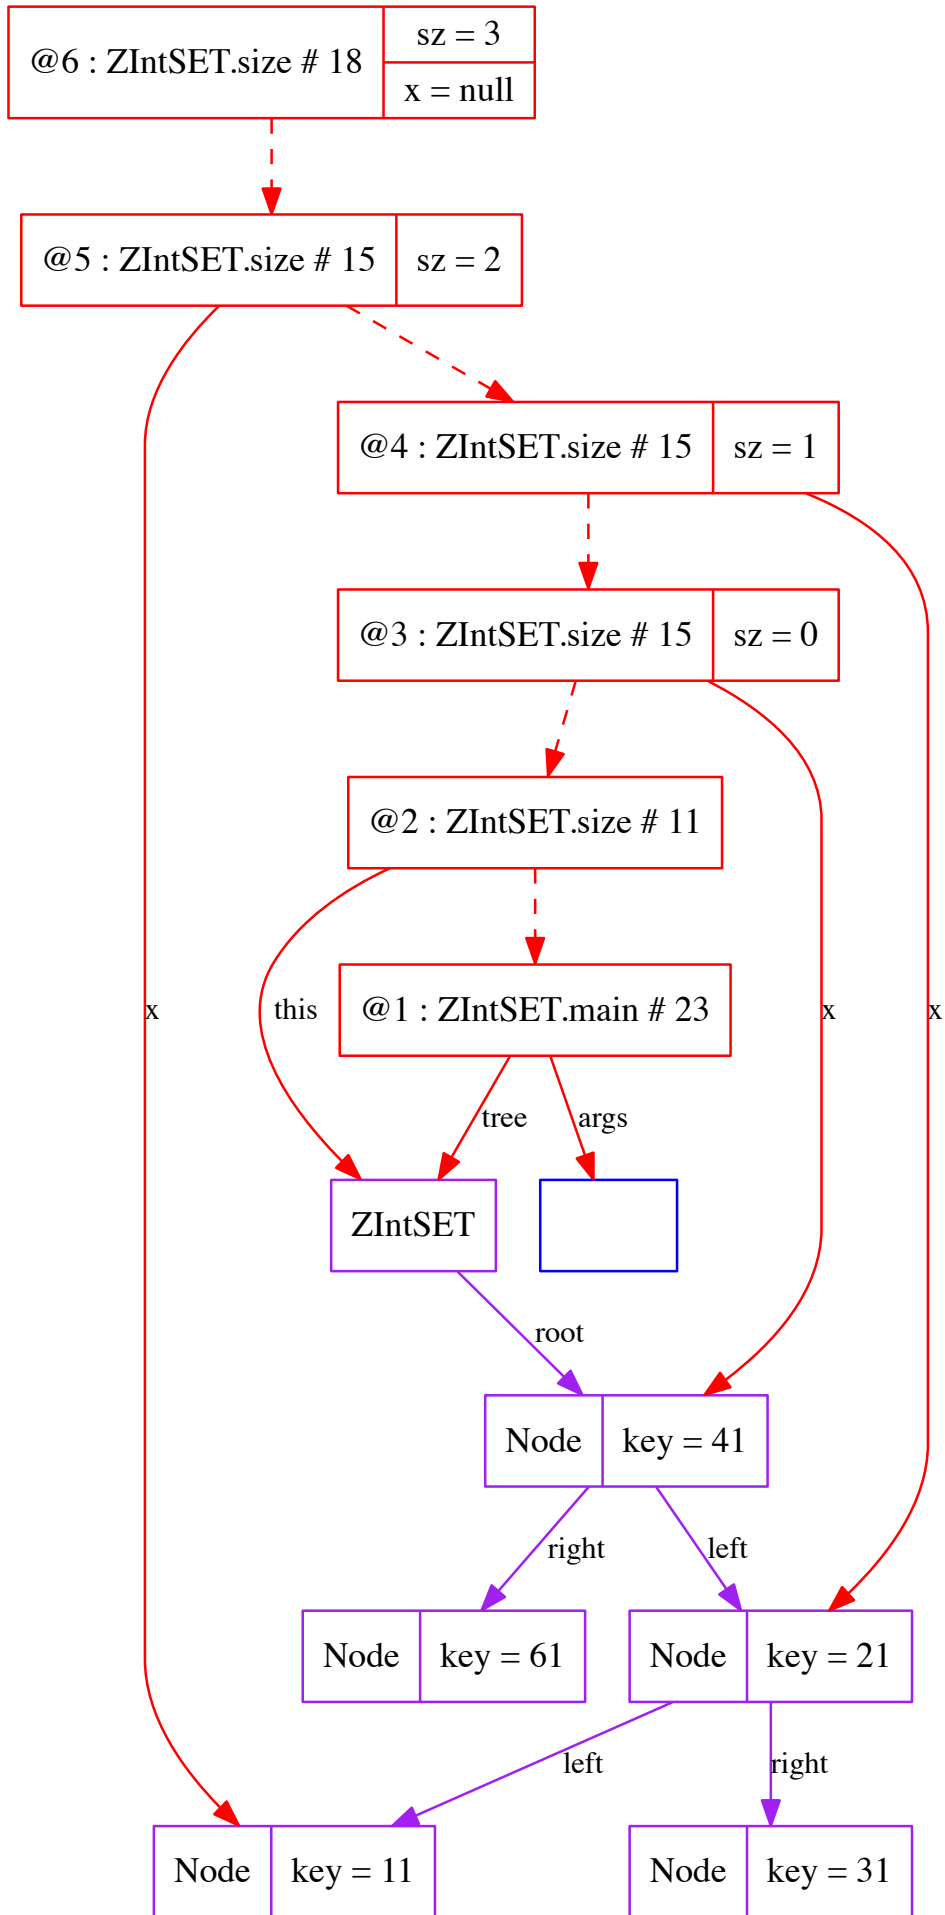 @6 : ZIntSET.size # 18
sz = 3
x = null
@5 : ZIntSET.size # 15
sz = 2
@4 : ZIntSET.size # 15
sz = 1
@3 : ZIntSET.size # 15
sz = 0
@2 : ZIntSET.size # 11
x
this
@1 : ZIntSET.main # 23
x
x
tree
args
ZIntSET
root
Node
key = 41
right
left
Node
key = 61
Node
key = 21
left
right
Node
key = 11
Node
key = 31